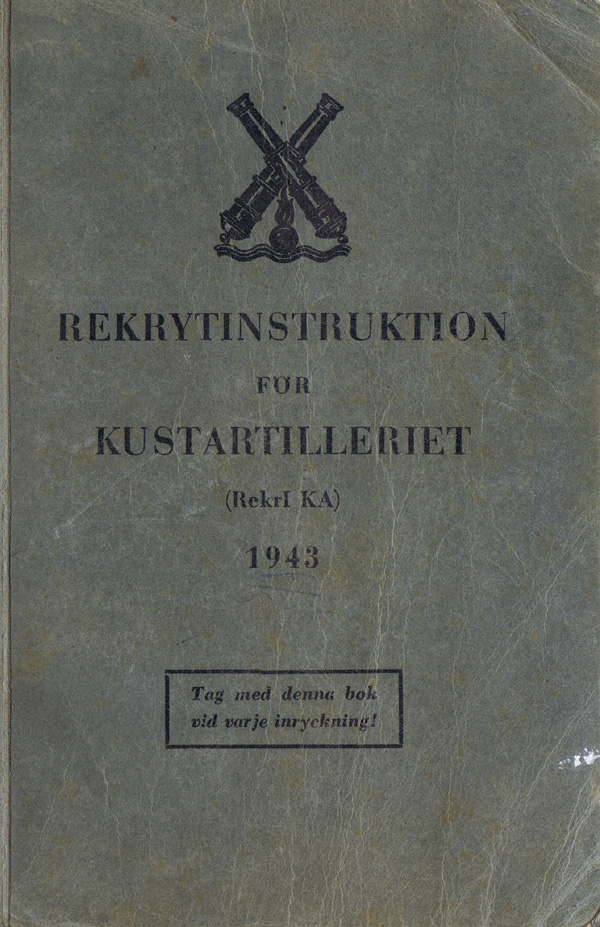 REKRYTINSTRUKTION
FÖR
KUSTARTILLERIET
(RekrI KA)
1943
Tag med denna bok
vid varje inryckning!